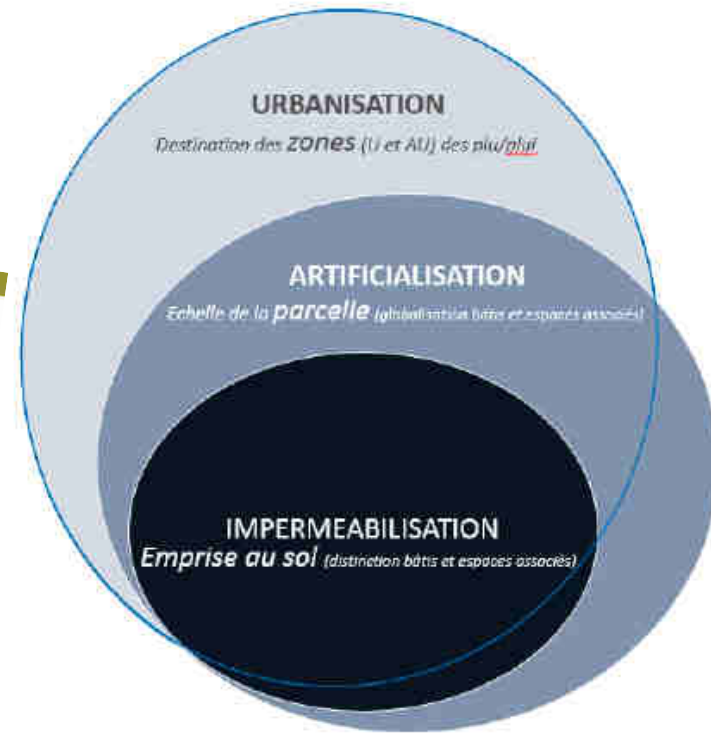 URBANISATION
Destination des zones (U et AU) des plu/plui
ARTIFICIALISATION
Echelle de la parcelle (globalisation bâtis et espaces associés)
IMPERMEABILISATION
Emprise au sol (distinction bâtis et espaces associés)